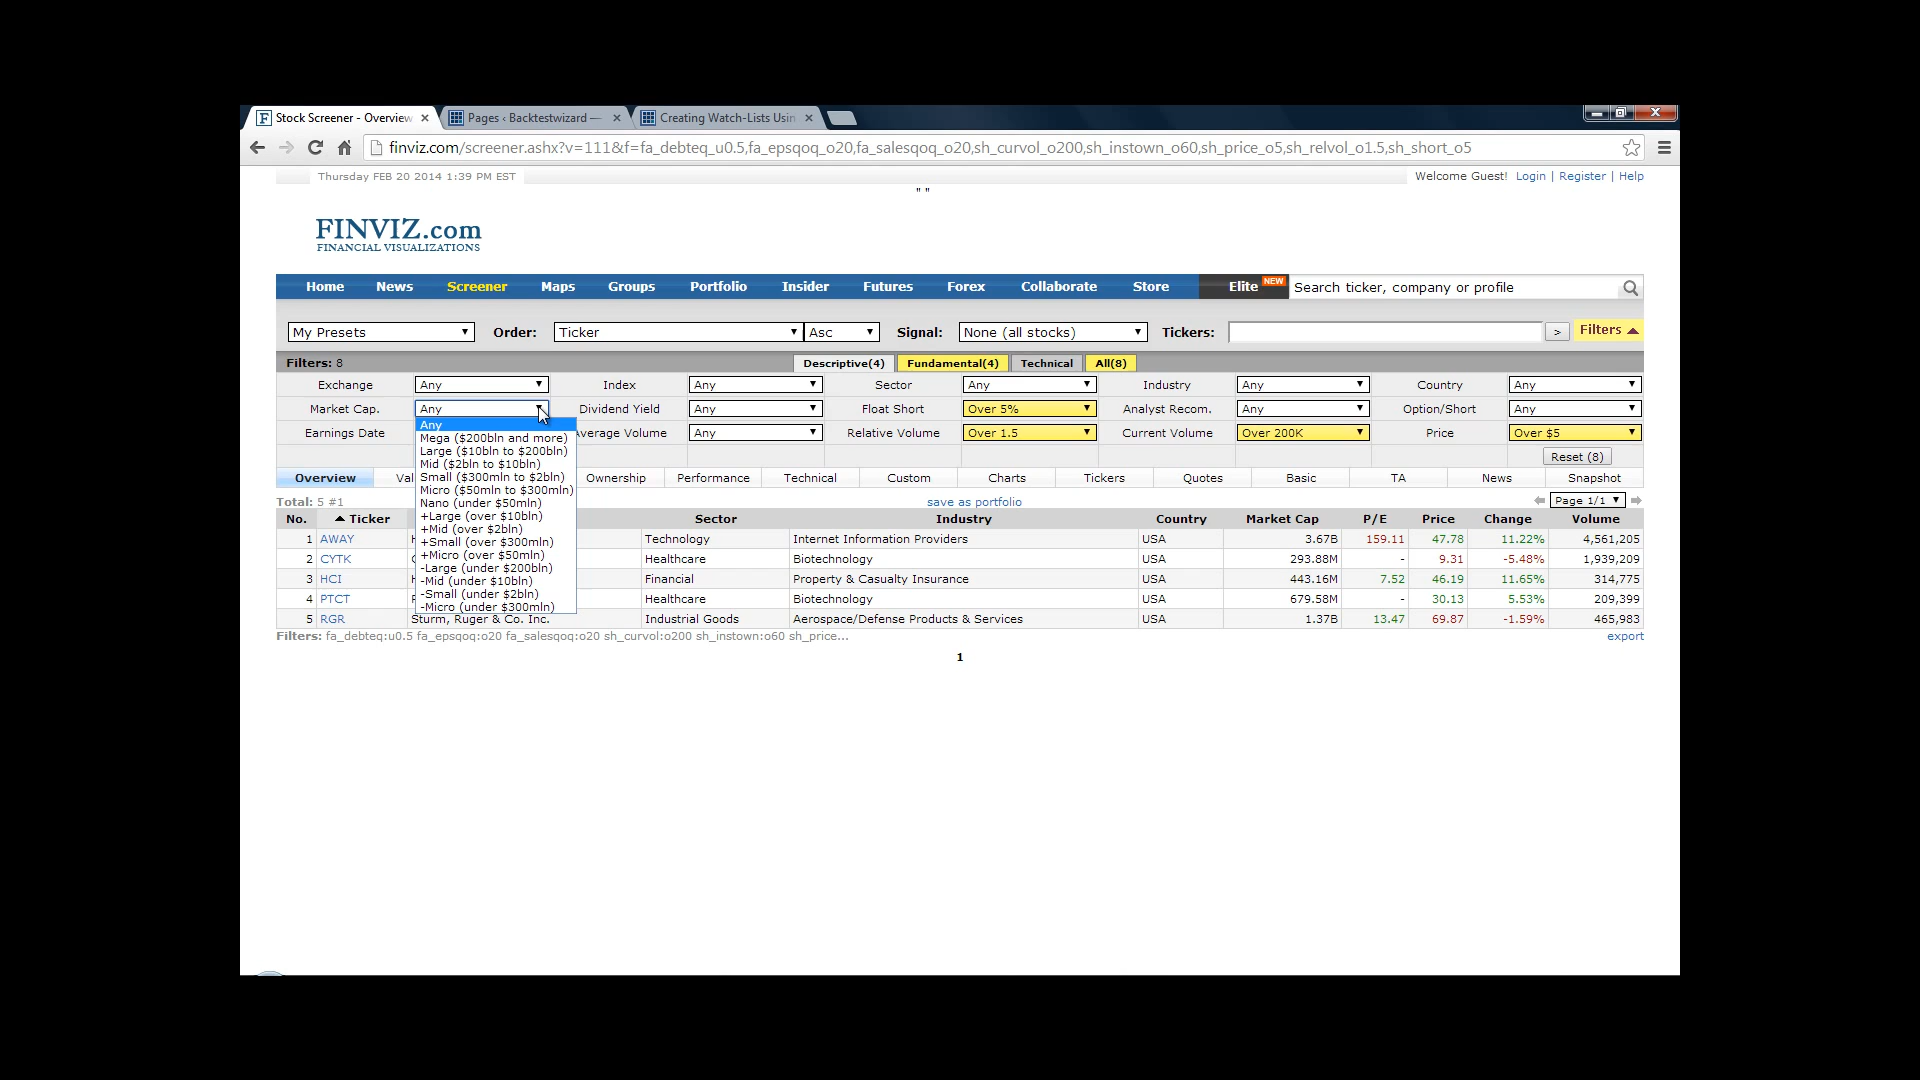 Stock Screener - Overview
Pages ‹ Backtestwizard —
Creating Watch-Lists Usin
finviz.com/screener.ashx?v=111&f=fa_debteq_u0.5,fa_epsqoq_o20,fa_salesqoq_o20,sh_curvol_o200,sh_instown_o60,sh_price_o5,sh_relvol_o1.5,sh_short_o5
Thursday FEB 20 2014 1:39 PM EST
Welcome Guest! Login | Register | Help
" "
FINVIZ.com
FINANCIAL VISUALIZATIONS
Home News Screener Maps Groups Portfolio Insider Futures Forex Collaborate Store Elite NEW Search ticker, company or profile
My Presets Order: Ticker Asc Signal: None (all stocks) Tickers: > Filters
Filters: 8 Descriptive(4) Fundamental(4) Technical All(8)
Exchange Any Index Any Sector Any Industry Any Country Any
Market Cap. Any Dividend Yield Any Float Short Over 5% Analyst Recom. Any Option/Short Any
Earnings Date Average Volume Any Relative Volume Over 1.5 Current Volume Over 200K Price Over $5
Any
Mega ($200bln and more)
Large ($10bln to $200bln)
Mid ($2bln to $10bln)
Small ($300mln to $2bln)
Micro ($50mln to $300mln)
Nano (under $50mln)
+Large (over $10bln)
+Mid (over $2bln)
+Small (over $300mln)
+Micro (over $50mln)
-Large (under $200bln)
-Mid (under $10bln)
-Small (under $2bln)
-Micro (under $300mln)
Reset (8)
Overview Ownership Performance Technical Custom Charts Tickers Quotes Basic TA News Snapshot
Total: 5 #1 save as portfolio Page 1/1
No. Ticker Sector Industry Country Market Cap P/E Price Change Volume
1 AWAY Technology Internet Information Providers USA 3.67B 159.11 47.78 11.22% 4,561,205
2 CYTK Healthcare Biotechnology USA 293.88M - 9.31 -5.48% 1,939,209
3 HCI Financial Property & Casualty Insurance USA 443.16M 7.52 46.19 11.65% 314,775
4 PTCT Healthcare Biotechnology USA 679.58M - 30.13 5.53% 209,399
5 RGR Sturm, Ruger & Co. Inc. Industrial Goods Aerospace/Defense Products & Services USA 1.37B 13.47 69.87 -1.59% 465,983
Filters: fa_debteq:u0.5 fa_epsqoq:o20 fa_salesqoq:o20 sh_curvol:o200 sh_instown:o60 sh_price... export
1